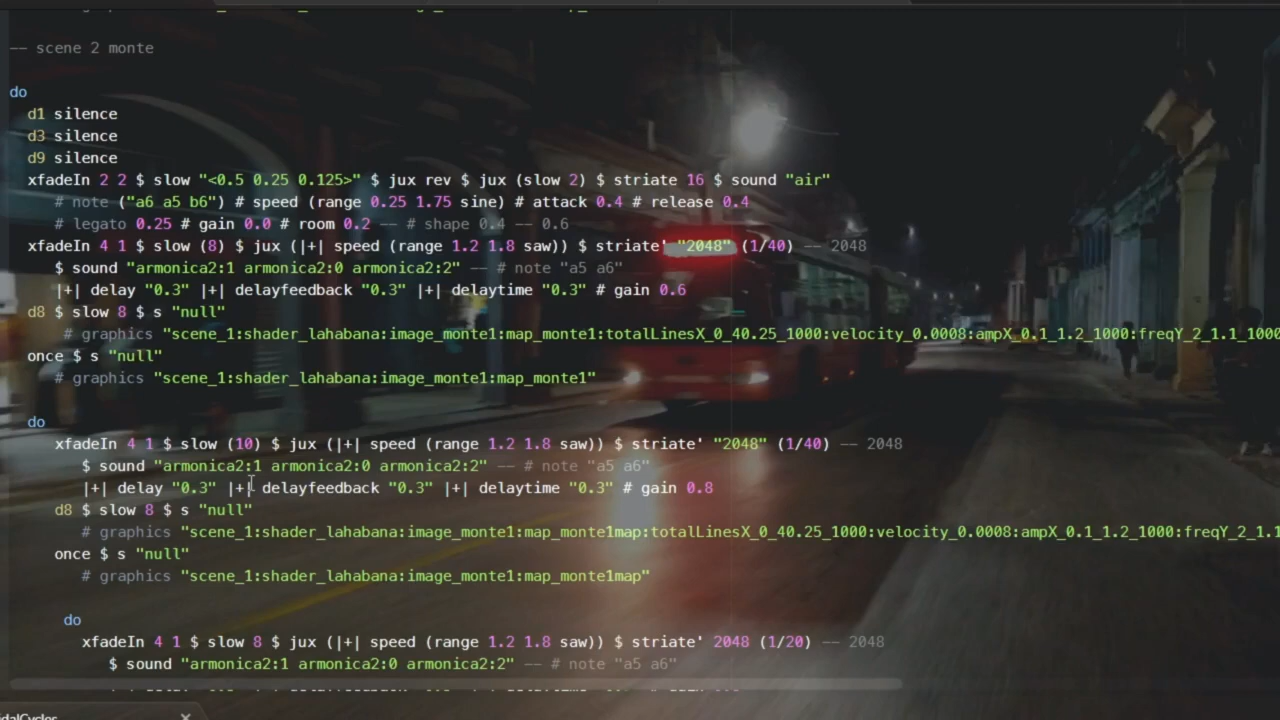 -- scene 2 monte
do
d1 silence
d3 silence
d9 silence
xfadeIn 2 2 $ slow "<0.5 0.25 0.125>" $ jux rev $ jux (slow 2) $ striate 16 $ sound "air"
# note ("a6 a5 b6") # speed (range 0.25 1.75 sine) # attack 0.4 # release 0.4
# legato 0.25 # gain 0.0 # room 0.2 -- # shape 0.4 -- 0.6
xfadeIn 4 1 $ slow (8) $ jux (|+| speed (range 1.2 1.8 saw)) $ striate' "2048" (1/40) -- 2048
$ sound "armonica2:1 armonica2:0 armonica2:2" -- # note "a5 a6"
|+| delay "0.3" |+| delayfeedback "0.3" |+| delaytime "0.3" # gain 0.6
d8 $ slow 8 $ s "null"
# graphics "scene_1:shader_lahabana:image_monte1:map_monte1:totalLinesX_0_40.25_1000:velocity_0.0008:ampX_0.1_1.2_1000:freqY_2_1.1_1000
once $ s "null"
# graphics "scene_1:shader_lahabana:image_monte1:map_monte1"
do
xfadeIn 4 1 $ slow (10) $ jux (|+| speed (range 1.2 1.8 saw)) $ striate' "2048" (1/40) -- 2048
$ sound "armonica2:1 armonica2:0 armonica2:2" -- # note "a5 a6"
|+| delay "0.3" |+| delayfeedback "0.3" |+| delaytime "0.3" # gain 0.8
d8 $ slow 8 $ s "null"
# graphics "scene_1:shader_lahabana:image_monte1:map_monte1map:totalLinesX_0_40.25_1000:velocity_0.0008:ampX_0.1_1.2_1000:freqY_2_1.1
once $ s "null"
# graphics "scene_1:shader_lahabana:image_monte1:map_monte1map"
do
xfadeIn 4 1 $ slow 8 $ jux (|+| speed (range 1.2 1.8 saw)) $ striate' 2048 (1/20) -- 2048
$ sound "armonica2:1 armonica2:0 armonica2:2" -- # note "a5 a6"